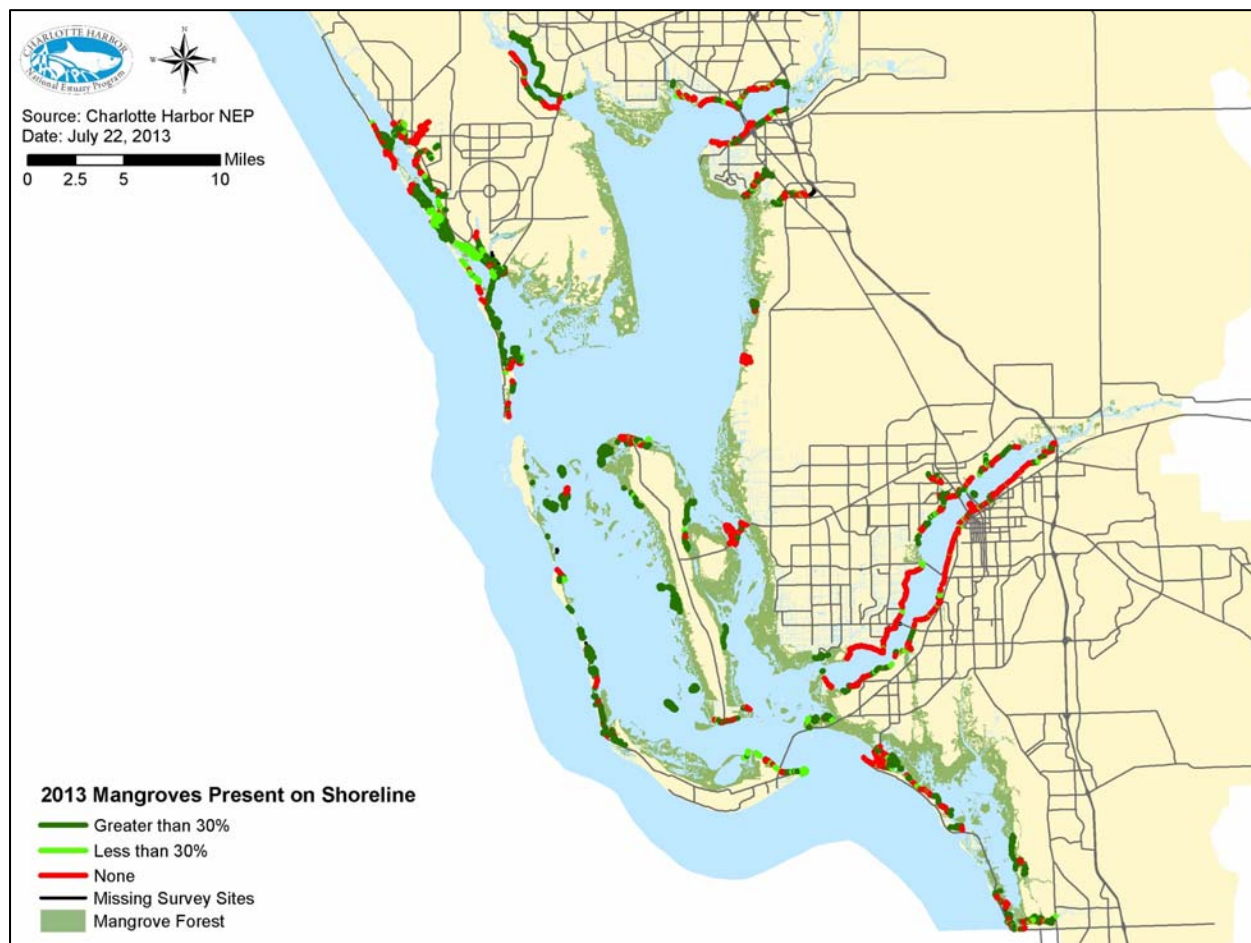 CHARLOTTE HARBOR
National Estuary Program
N
W
E
S
Source: Charlotte Harbor NEP
Date: July 22, 2013
Miles
0 2.5 5 10
2013 Mangroves Present on Shoreline
Greater than 30%
Less than 30%
None
Missing Survey Sites
Mangrove Forest